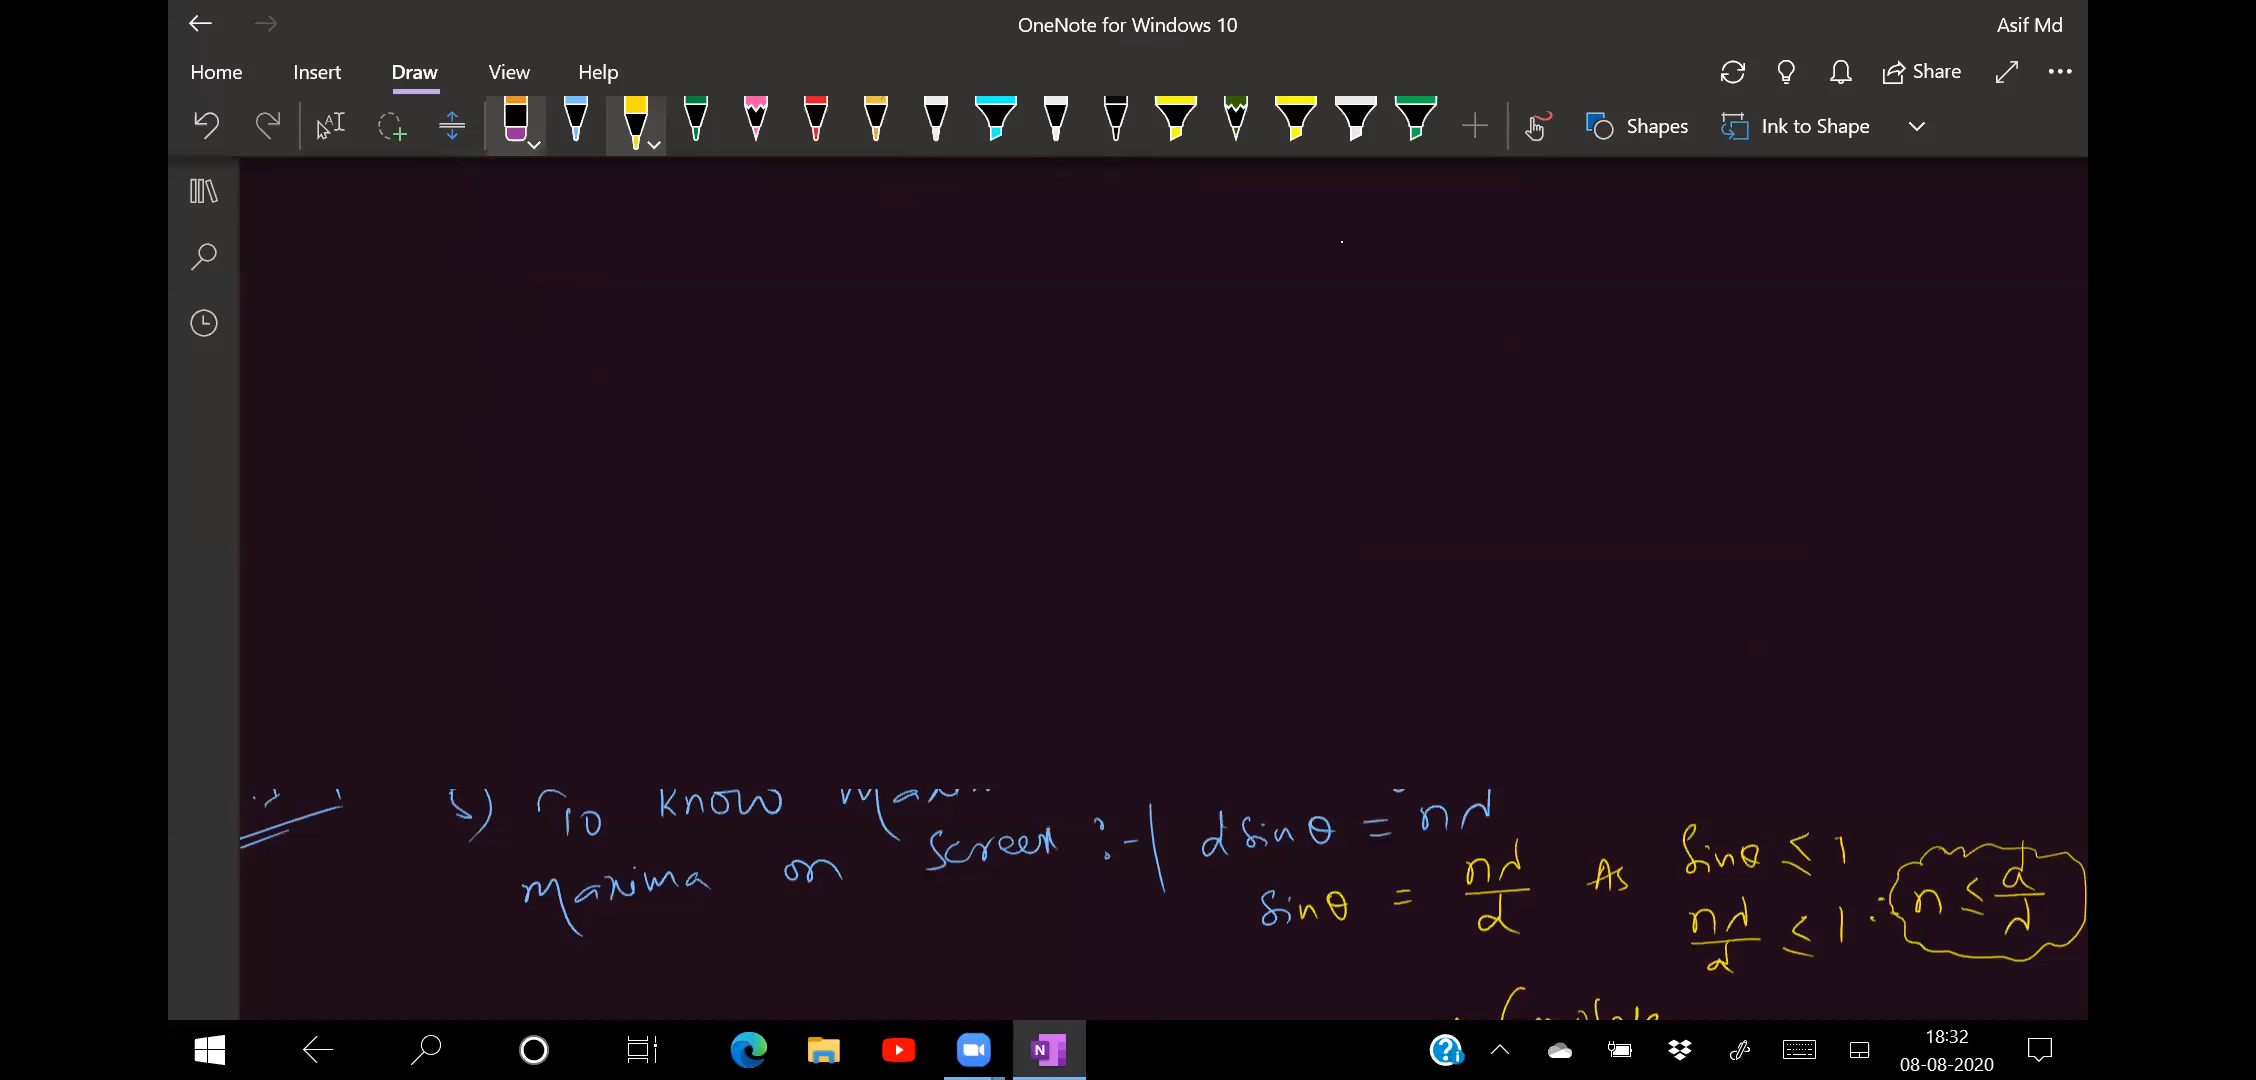 OneNote for Windows 10
Asif Md
Home Insert Draw View Help
Share
Shapes Ink to Shape
5) To know
maxima on screen :-
d sin θ = nλ
sin θ = nλ/d As sin θ ≤ 1
nλ/d ≤ 1 ∴ n ≤ d/λ
18:32
08-08-2020